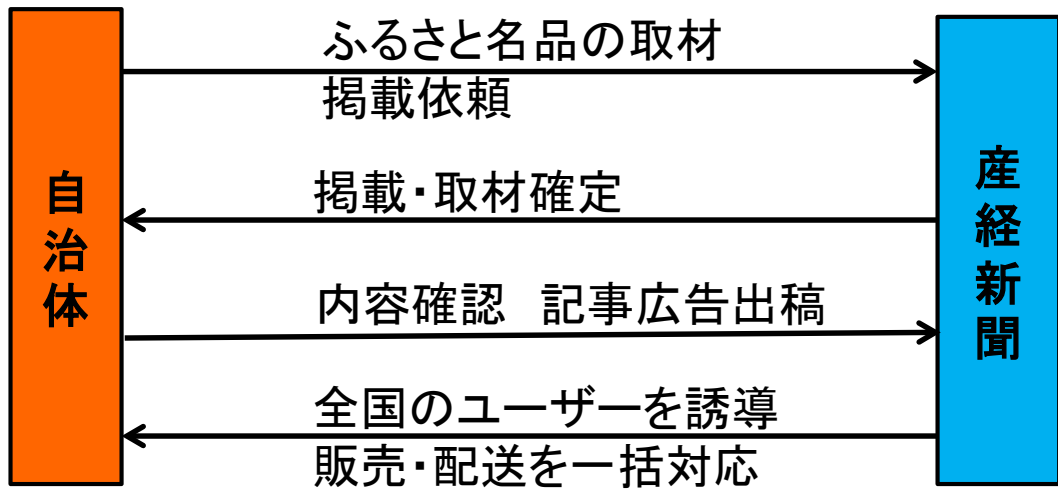 ふるさと名品の取材
掲載依頼
掲載・取材確定
内容確認　記事広告出稿
全国のユーザーを誘導
販売・配送を一括対応
自治体
産経新聞